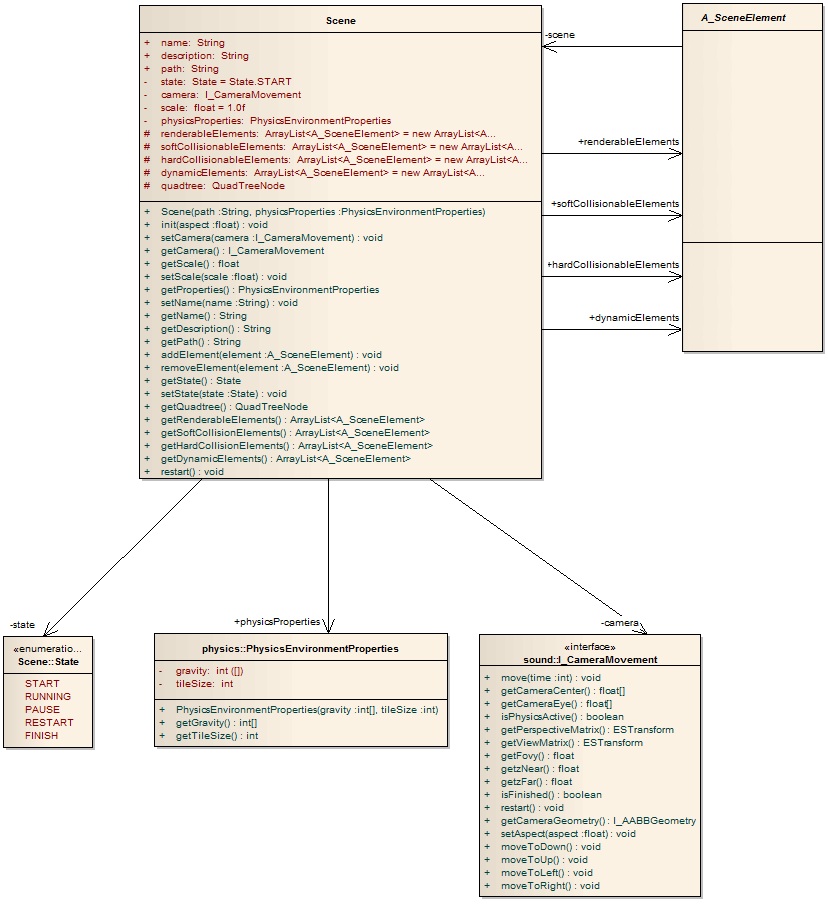 Scene
+ name: String
+ description: String
+ path: String
- state: State = State.START
- camera: I_CameraMovement
- scale: float = 1.0f
- physicsProperties: PhysicsEnvironmentProperties
# renderableElements: ArrayList<A_SceneElement> = new ArrayList<A...
# softCollisionableElements: ArrayList<A_SceneElement> = new ArrayList<A...
# hardCollisionableElements: ArrayList<A_SceneElement> = new ArrayList<A...
# dynamicElements: ArrayList<A_SceneElement> = new ArrayList<A...
# quadtree: QuadTreeNode
+ Scene(path :String, physicsProperties :PhysicsEnvironmentProperties)
+ init(aspect :float) : void
+ setCamera(camera :I_CameraMovement) : void
+ getCamera() : I_CameraMovement
+ getScale() : float
+ setScale(scale :float) : void
+ getProperties() : PhysicsEnvironmentProperties
+ setName(name :String) : void
+ getName() : String
+ getDescription() : String
+ getPath() : String
+ addElement(element :A_SceneElement) : void
+ removeElement(element :A_SceneElement) : void
+ getState() : State
+ setState(state :State) : void
+ getQuadtree() : QuadTreeNode
+ getRenderableElements() : ArrayList<A_SceneElement>
+ getSoftCollisionElements() : ArrayList<A_SceneElement>
+ getHardCollisionElements() : ArrayList<A_SceneElement>
+ getDynamicElements() : ArrayList<A_SceneElement>
+ restart() : void
A_SceneElement
-scene
+renderableElements
+softCollisionableElements
+hardCollisionableElements
+dynamicElements
-state
«enumeratio...
Scene::State
START
RUNNING
PAUSE
RESTART
FINISH
+physicsProperties
physics::PhysicsEnvironmentProperties
- gravity: int ([])
- tileSize: int
+ PhysicsEnvironmentProperties(gravity :int[], tileSize :int)
+ getGravity() : int[]
+ getTileSize() : int
-camera
«interface»
sound::I_CameraMovement
+ move(time :int) : void
+ getCameraCenter() : float[]
+ getCameraEye() : float[]
+ isPhysicsActive() : boolean
+ getPerspectiveMatrix() : ESTransform
+ getViewMatrix() : ESTransform
+ getFovy() : float
+ getzNear() : float
+ getzFar() : float
+ isFinished() : boolean
+ restart() : void
+ getCameraGeometry() : I_AABBGeometry
+ setAspect(aspect :float) : void
+ moveToDown() : void
+ moveToUp() : void
+ moveToLeft() : void
+ moveToRight() : void